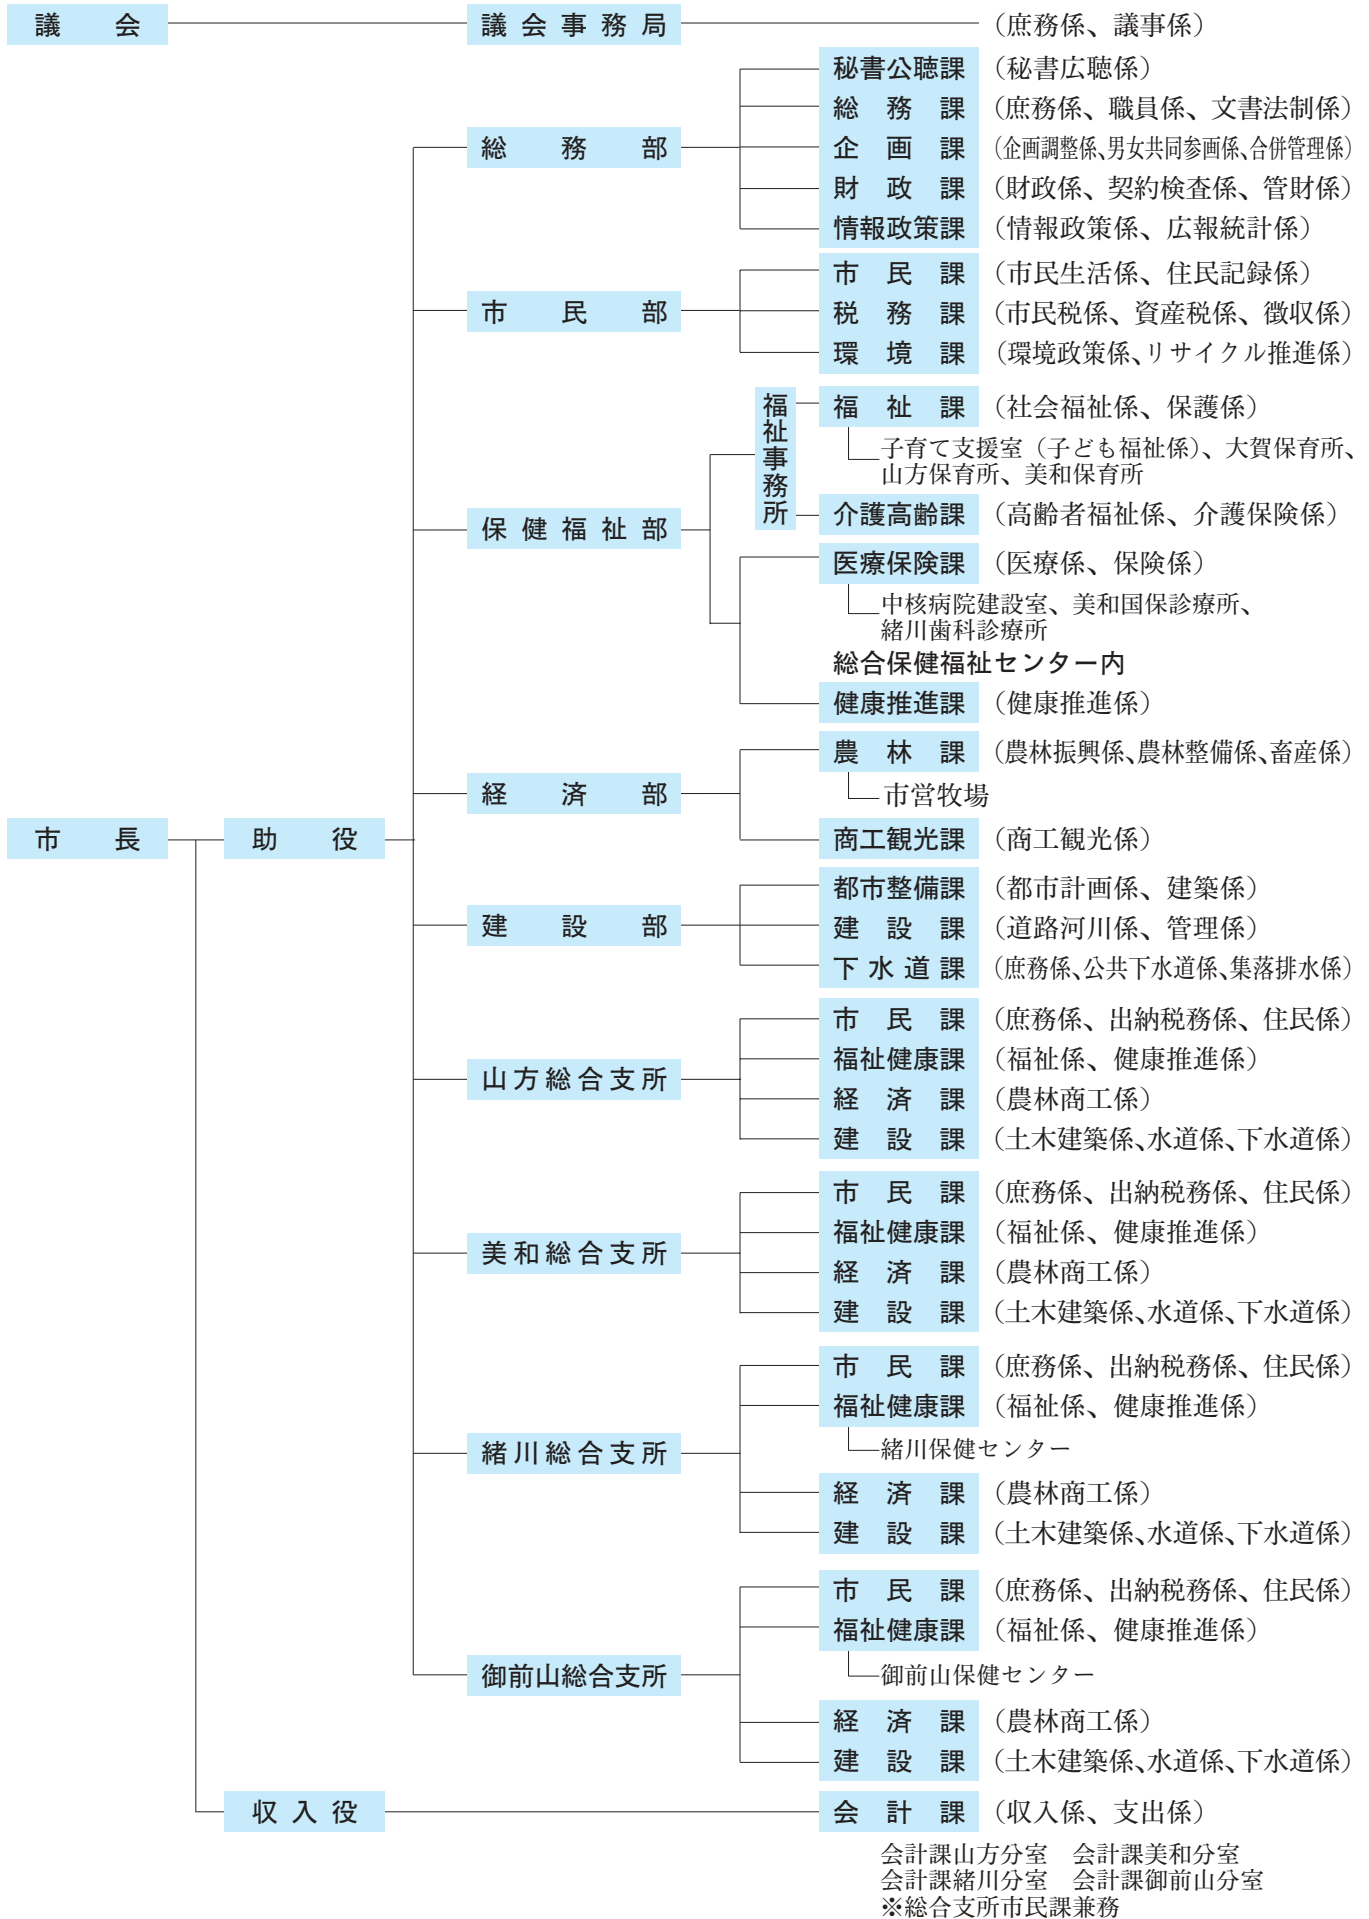 議会 議会事務局 （庶務係、議事係）
秘書公聴課 （秘書広聴係）
総務課 （庶務係、職員係、文書法制係）
総務部 企画課 （企画調整係、男女共同参画係、合併管理係）
財政課 （財政係、契約検査係、管財係）
情報政策課 （情報政策係、広報統計係）
市民課 （市民生活係、住民記録係）
市民部 税務課 （市民税係、資産税係、徴収係）
環境課 （環境政策係、リサイクル推進係）
福祉事務所
福祉課 （社会福祉係、保護係）
子育て支援室（子ども福祉係）、大賀保育所、
山方保育所、美和保育所
保健福祉部 介護高齢課 （高齢者福祉係、介護保険係）
医療保険課 （医療係、保険係）
中核病院建設室、美和国保診療所、
緒川歯科診療所
総合保健福祉センター内
健康推進課 （健康推進係）
農林課 （農林振興係、農林整備係、畜産係）
経済部 市営牧場
市長 助役 商工観光課 （商工観光係）
都市整備課 （都市計画係、建築係）
建設部 建設課 （道路河川係、管理係）
下水道課 （庶務係、公共下水道係、集落排水係）
市民課 （庶務係、出納税務係、住民係）
福祉健康課 （福祉係、健康推進係）
山方総合支所
経済課 （農林商工係）
建設課 （土木建築係、水道係、下水道係）
市民課 （庶務係、出納税務係、住民係）
福祉健康課 （福祉係、健康推進係）
美和総合支所
経済課 （農林商工係）
建設課 （土木建築係、水道係、下水道係）
市民課 （庶務係、出納税務係、住民係）
福祉健康課 （福祉係、健康推進係）
緒川総合支所 緒川保健センター
経済課 （農林商工係）
建設課 （土木建築係、水道係、下水道係）
市民課 （庶務係、出納税務係、住民係）
福祉健康課 （福祉係、健康推進係）
御前山総合支所 御前山保健センター
経済課 （農林商工係）
建設課 （土木建築係、水道係、下水道係）
収入役 会計課 （収入係、支出係）
会計課山方分室　会計課美和分室
会計課緒川分室　会計課御前山分室
※総合支所市民課兼務